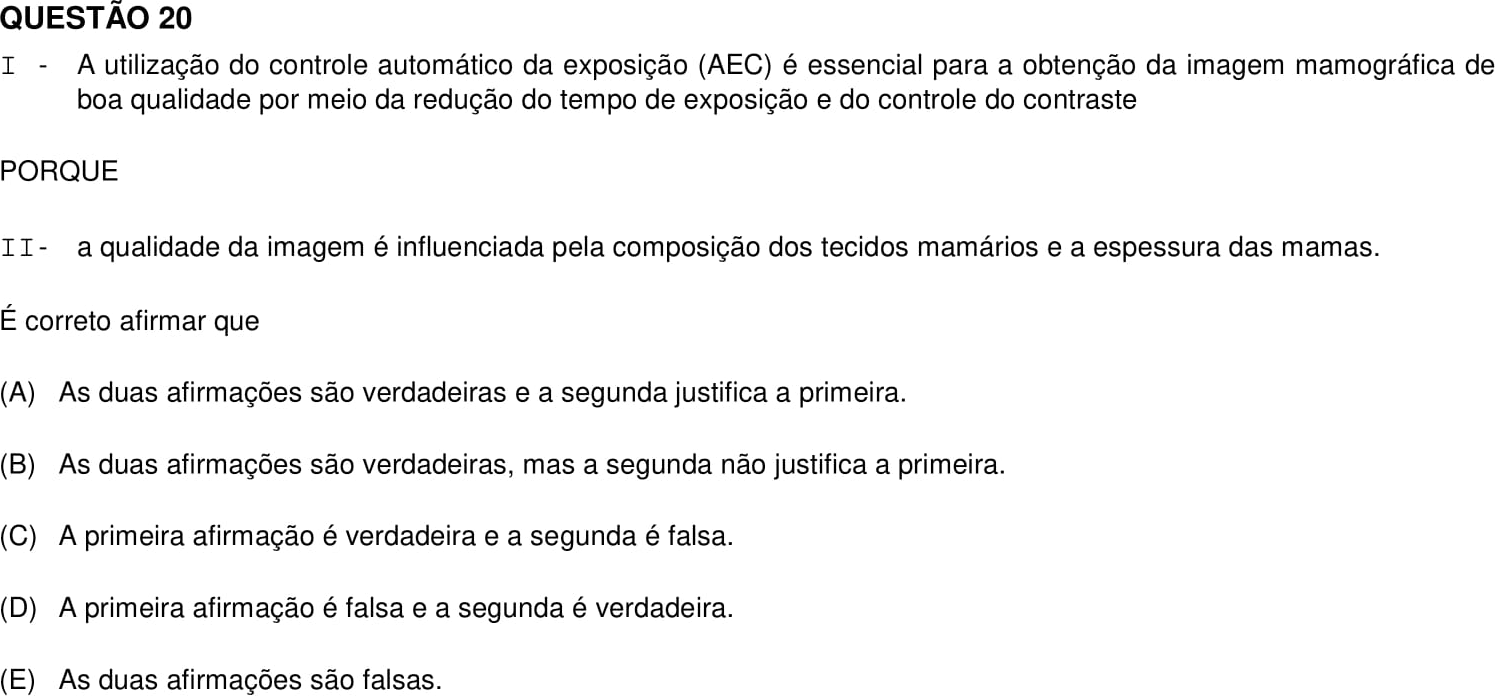 QUESTÃO 20
I - A utilização do controle automático da exposição (AEC) é essencial para a obtenção da imagem mamográfica de
boa qualidade por meio da redução do tempo de exposição e do controle do contraste
PORQUE
II- a qualidade da imagem é influenciada pela composição dos tecidos mamários e a espessura das mamas.
É correto afirmar que
(A) As duas afirmações são verdadeiras e a segunda justifica a primeira.
(B) As duas afirmações são verdadeiras, mas a segunda não justifica a primeira.
(C) A primeira afirmação é verdadeira e a segunda é falsa.
(D) A primeira afirmação é falsa e a segunda é verdadeira.
(E) As duas afirmações são falsas.